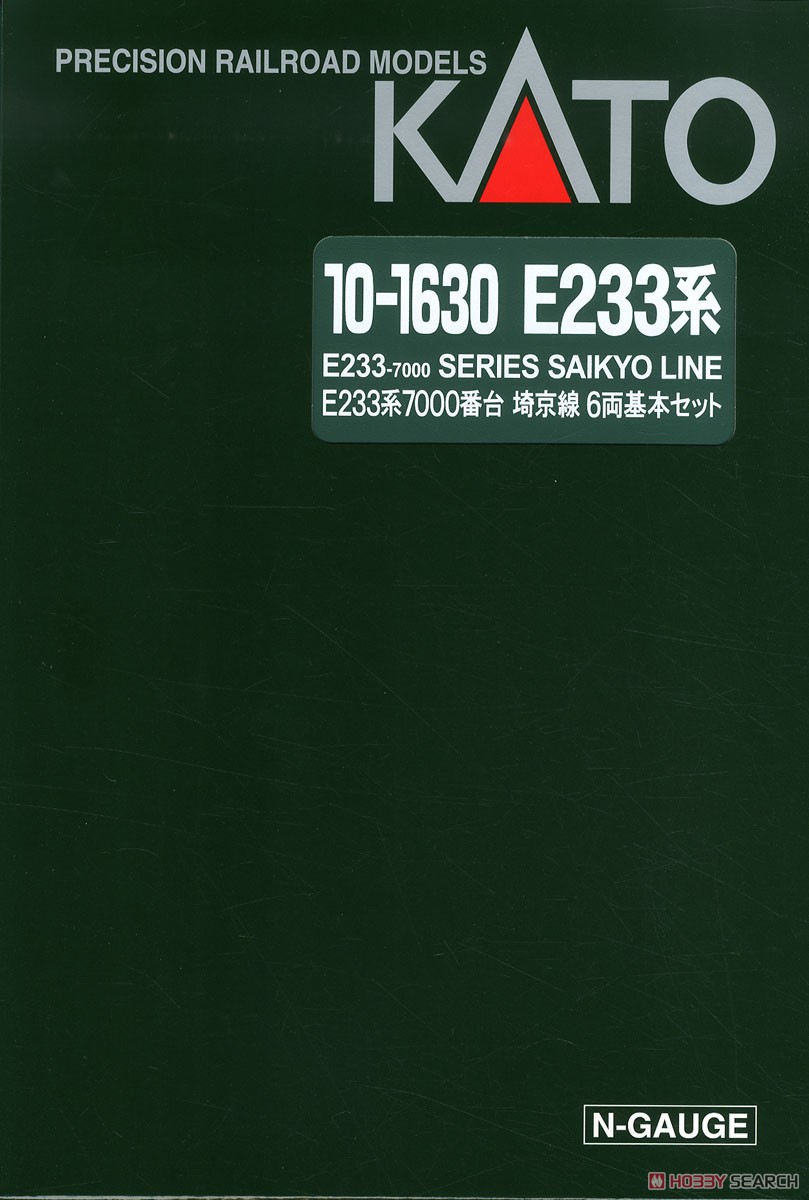 PRECISION RAILROAD MODELS
KATO
10-1630 E233系
E233-7000 SERIES SAIKYO LINE
E233系7000番台 埼京線 6両基本セット
N-GAUGE
HOBBY SEARCH